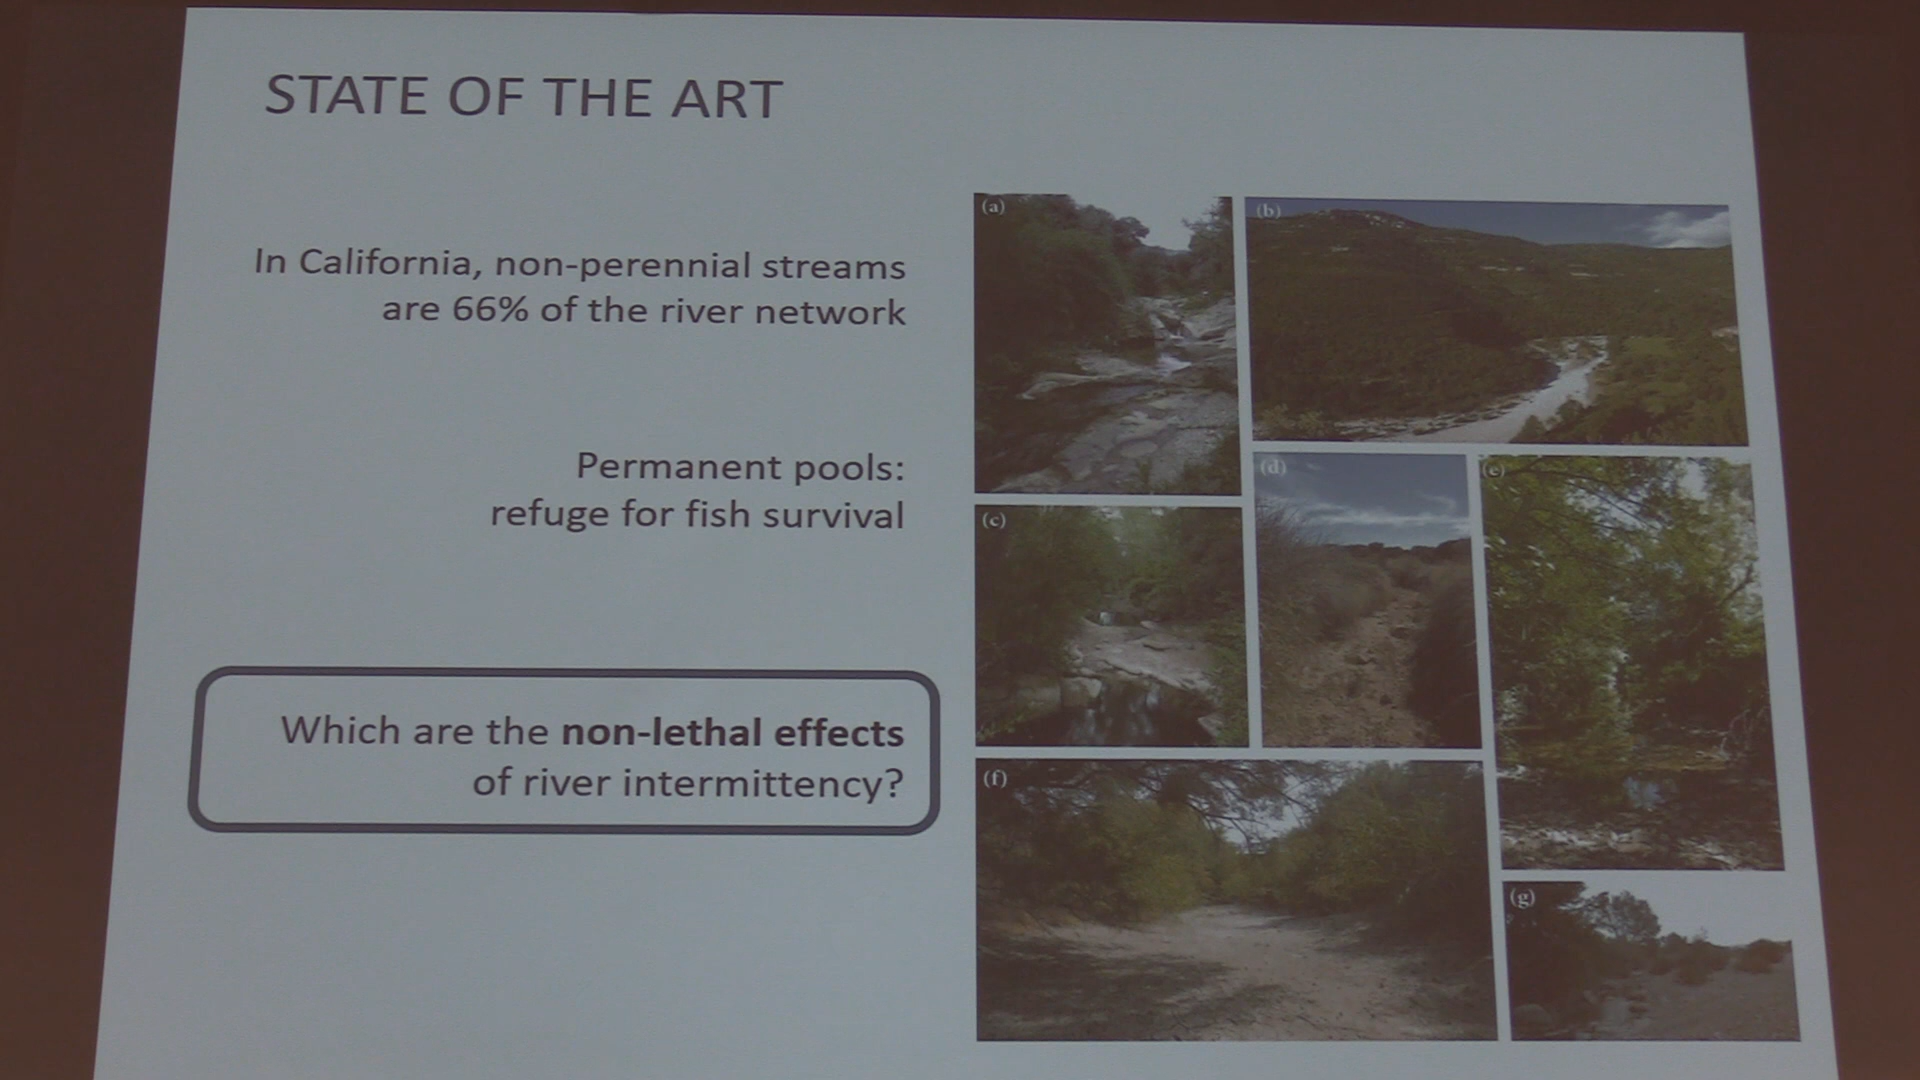 STATE OF THE ART
In California, non-perennial streams
are 66% of the river network
Permanent pools:
refuge for fish survival
Which are the non-lethal effects
of river intermittency?
(a)
(b)
(c)
(d)
(e)
(f)
(g)